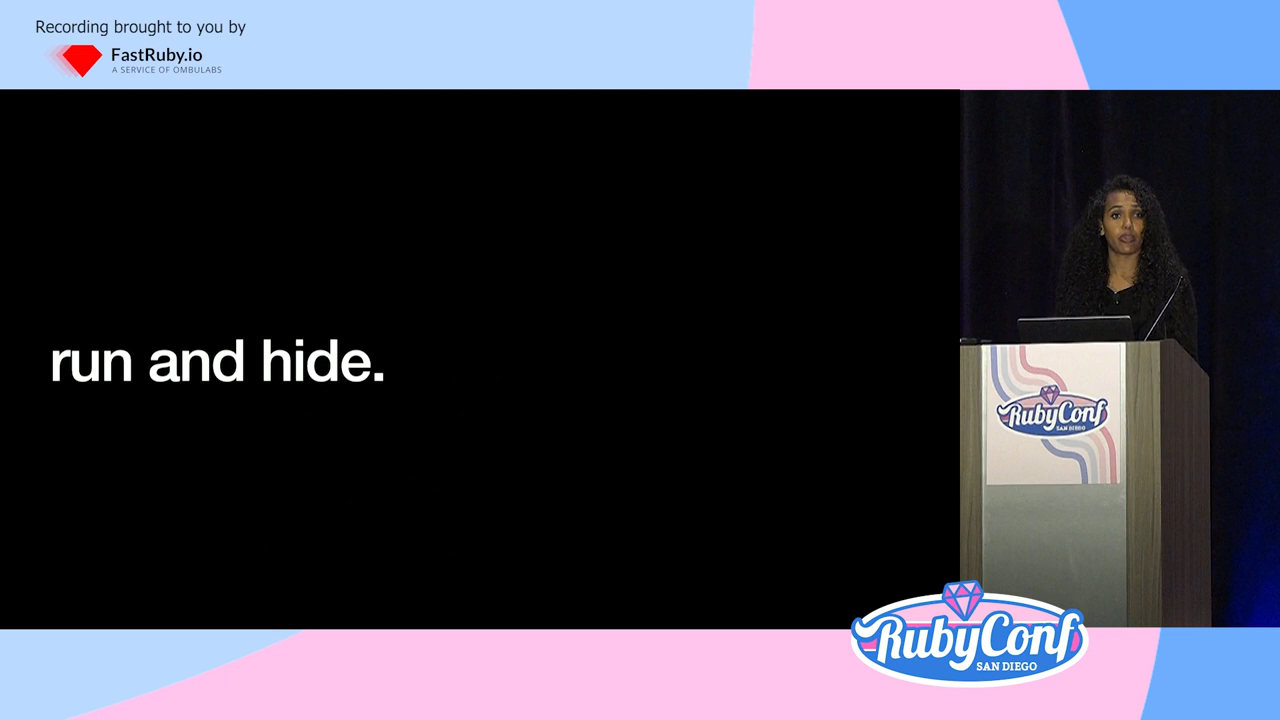 Recording brought to you by
FastRuby.io
A SERVICE OF OMBULABS
run and hide.
RubyConf
SAN DIEGO
RubyConf
SAN DIEGO